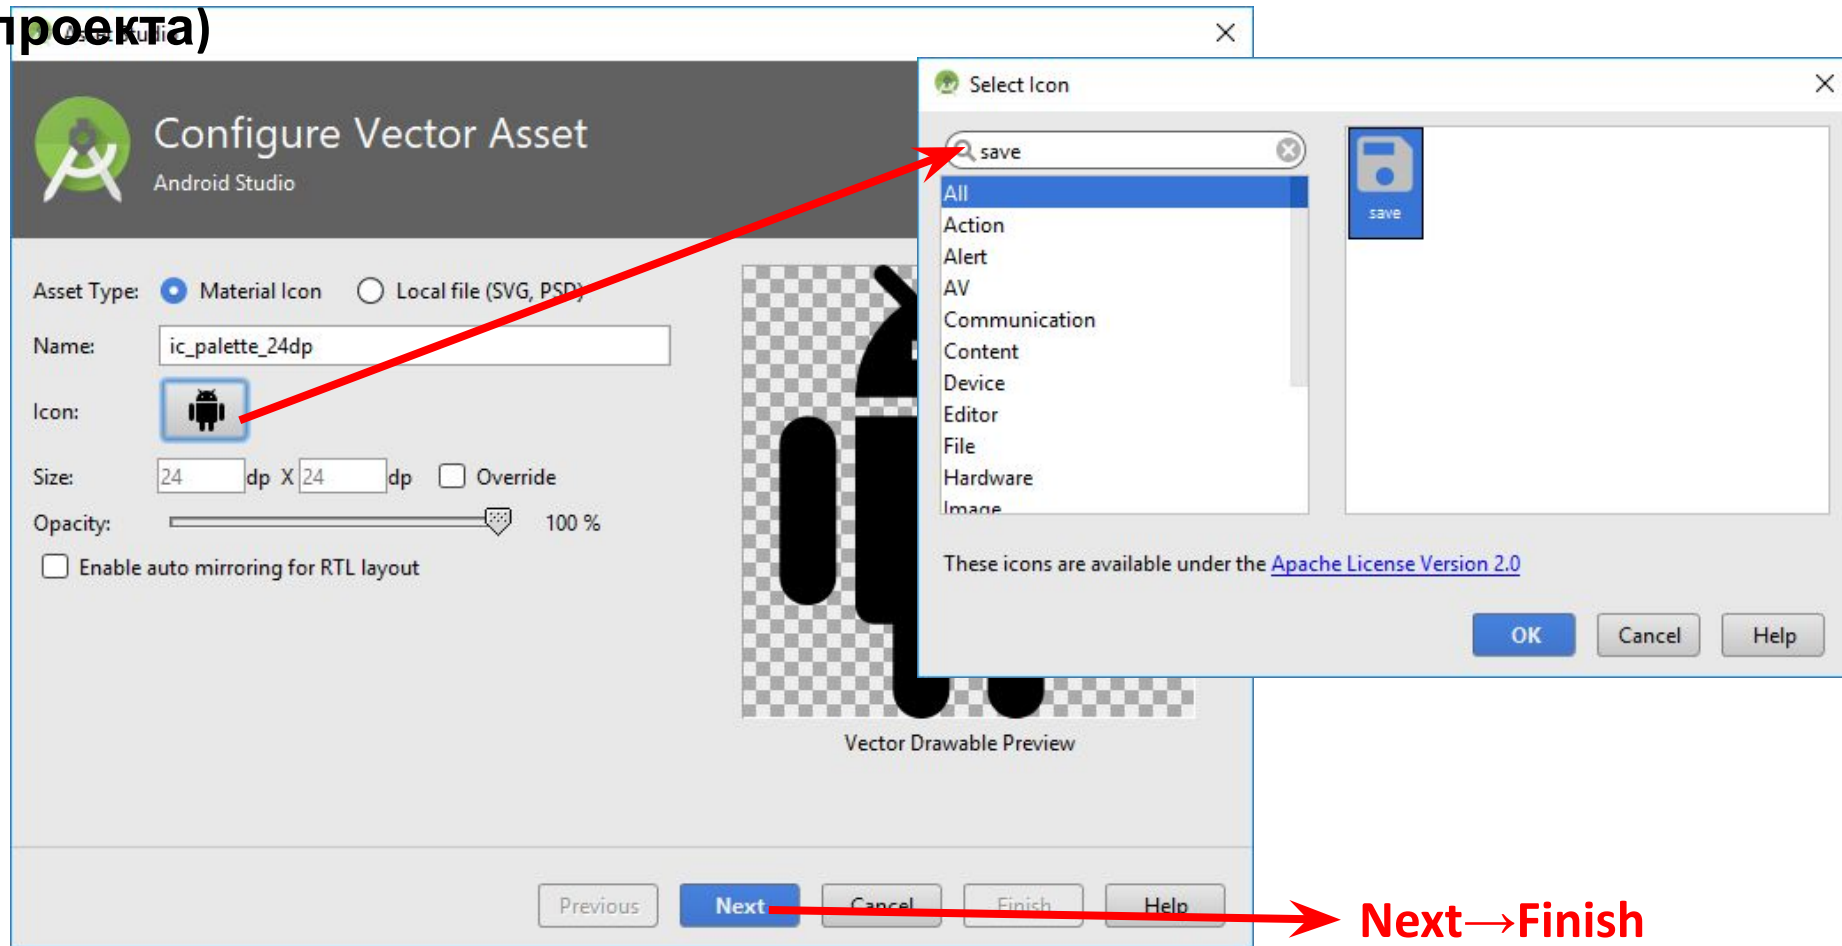 проекта)
Asset Studio
Configure Vector Asset
Android Studio
Asset Type: Material Icon Local file (SVG, PSD)
Name: ic_palette_24dp
Icon:
Size: 24 dp X 24 dp Override
Opacity: 100 %
Enable auto mirroring for RTL layout
Vector Drawable Preview
Previous Next Cancel Finish Help
Select Icon
save
All
Action
Alert
AV
Communication
Content
Device
Editor
File
Hardware
Image
save
These icons are available under the Apache License Version 2.0
OK Cancel Help
Next→Finish